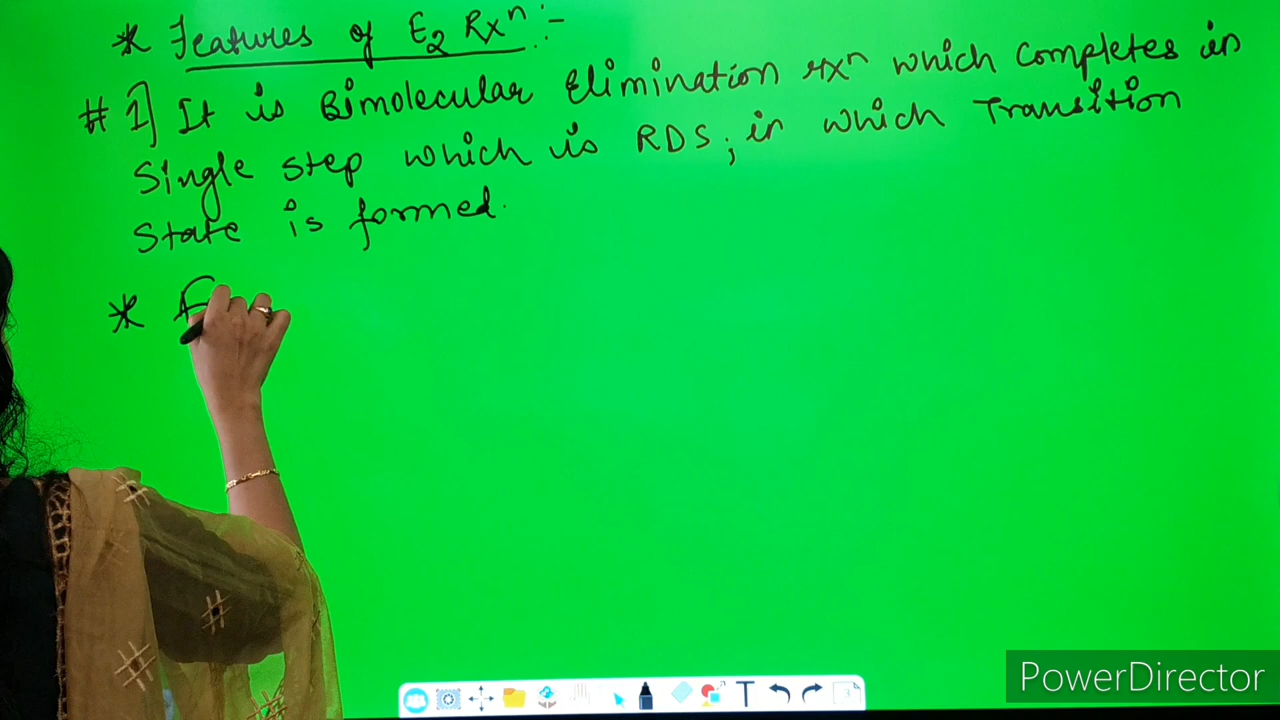 * Features of E2 Rxⁿ:-
# 1] It is Bimolecular Elimination rxⁿ which completes in
Single step which is RDS; in which Transition
State is formed.
*
T
3
PowerDirector